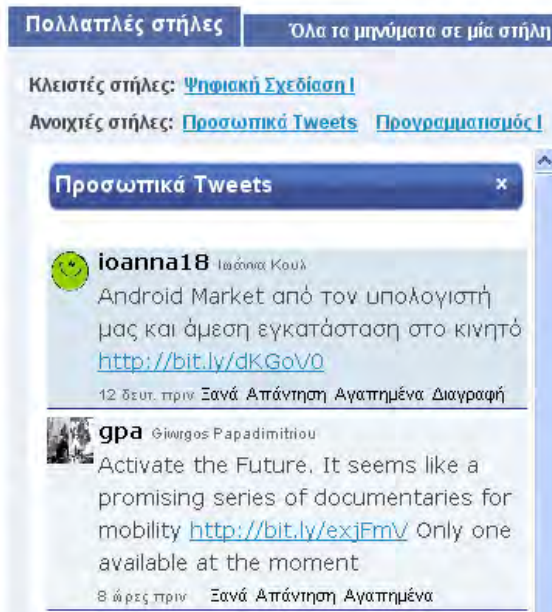 Πολλαπλές στήλες Όλα τα μηνύματα σε μία στήλη
Κλειστές στήλες: Ψηφιακή Σχεδίαση Ι
Ανοιχτές στήλες: Προσωπικά Tweets Προγραμματισμός Ι
Προσωπικά Tweets ×
ioanna18 Ιωάννα Κουλ
Android Market από τον υπολογιστή
μας και άμεση εγκατάσταση στο κινητό
http://bit.ly/dKGoV0
12 δευτ. πριν Ξανά Απάντηση Αγαπημένα Διαγραφή
gpa Giwrgos Papadimitriou
Activate the Future. It seems like a
promising series of documentaries for
mobility http://bit.ly/exjFmV Only one
available at the moment
8 ώρες πριν Ξανά Απάντηση Αγαπημένα